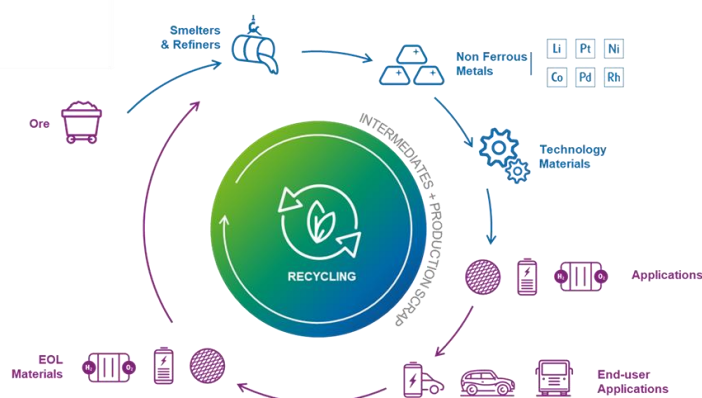 Smelters
& Refiners
Non Ferrous
Metals
Li Pt Ni
Co Pd Rh
Ore
INTERMEDIATES + PRODUCTION SCRAP
Technology
Materials
RECYCLING
H₂ O₂
Applications
EOL
Materials
H₂ O₂
End-user
Applications